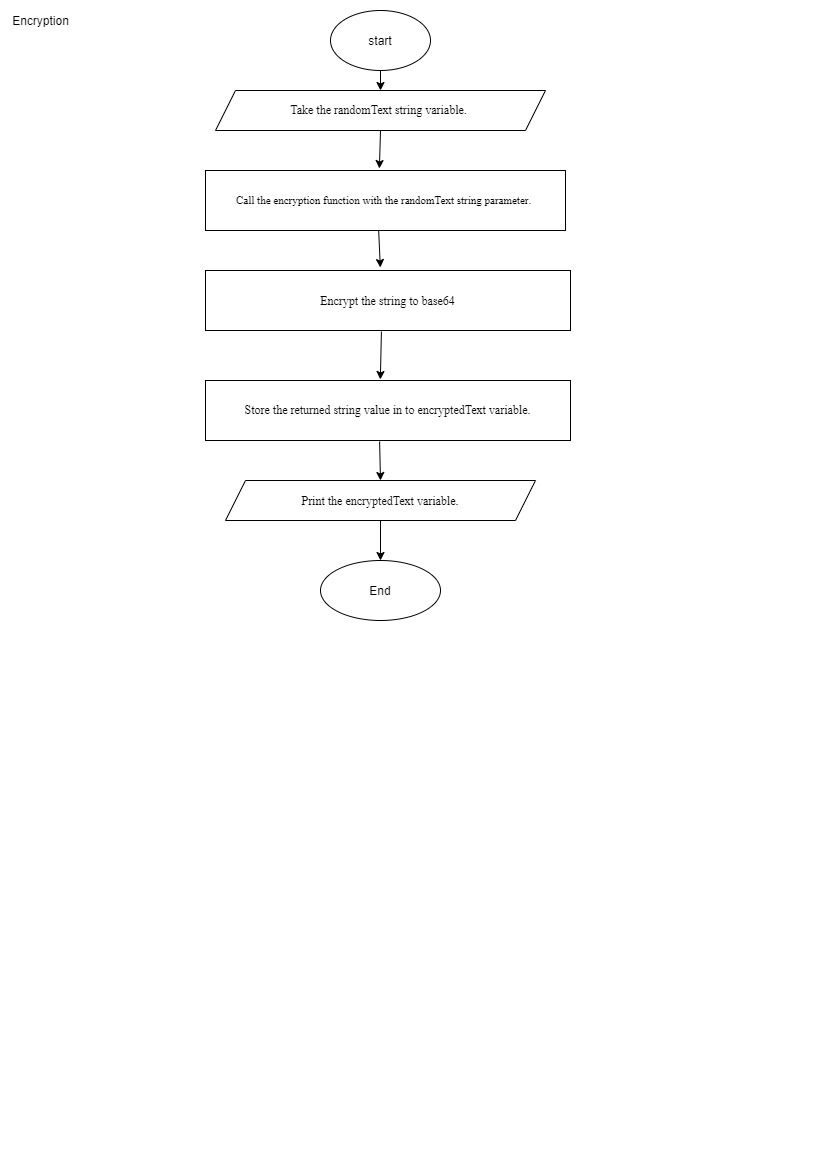 Encryption
start
Take the randomText string variable.
Call the encryption function with the randomText string parameter.
Encrypt the string to base64
Store the returned string value in to encryptedText variable.
Print the encryptedText variable.
End